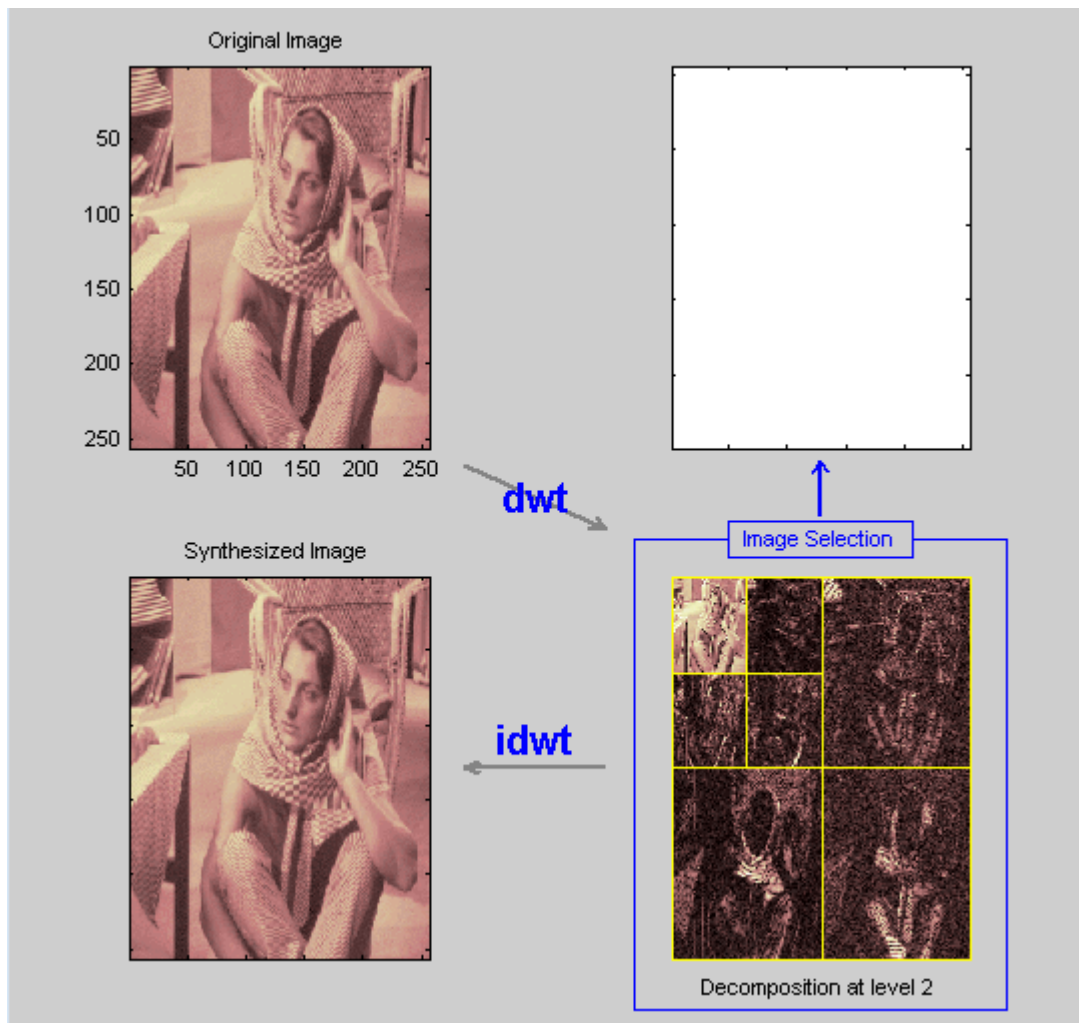 Original Image
50
100
150
200
250
50 100 150 200 250
dwt
Image Selection
Synthesized Image
idwt
Decomposition at level 2